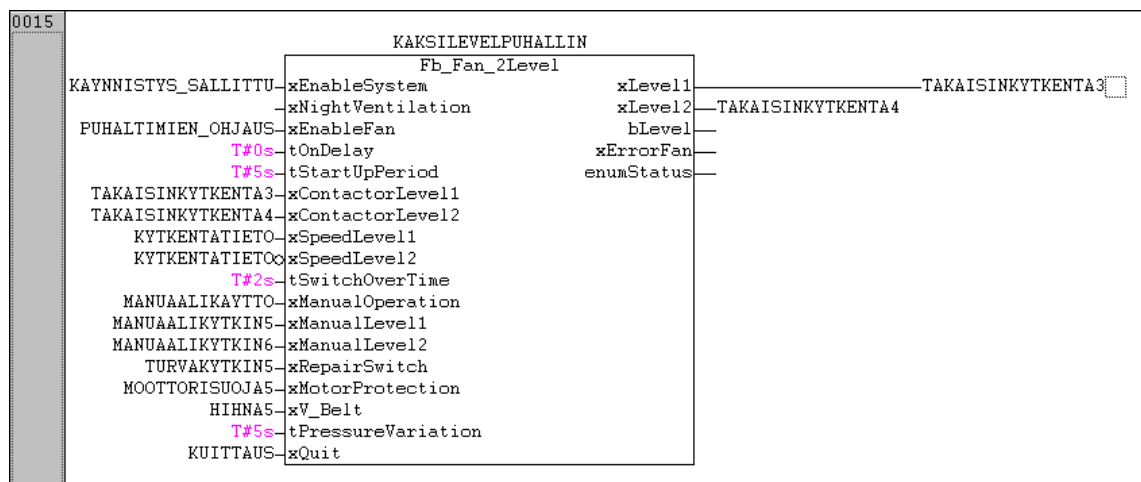 0015
KAKSILEVELPUHALLIN
Fb_Fan_2Level
KAYNNISTYS_SALLITTU xEnableSystem xLevel1 TAKAISINKYTKENTA3
xNightVentilation xLevel2 TAKAISINKYTKENTA4
PUHALTIMIEN_OHJAUS xEnableFan bLevel
T#0s tOnDelay xErrorFan
T#5s tStartUpPeriod enumStatus
TAKAISINKYTKENTA3 xContactorLevel1
TAKAISINKYTKENTA4 xContactorLevel2
KYTKENTATIETO xSpeedLevel1
KYTKENTATIETO xSpeedLevel2
T#2s tSwitchOverTime
MANUAALIKAYTTO xManualOperation
MANUAALIKYTKIN5 xManualLevel1
MANUAALIKYTKIN6 xManualLevel2
TURVAKYTKIN5 xRepairSwitch
MOOTTORISUOJA5 xMotorProtection
HIHNA5 xV_Belt
T#5s tPressureVariation
KUITTAUS xQuit